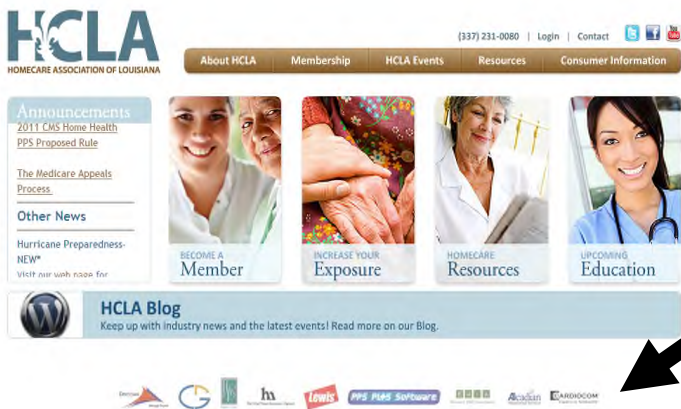 HCLA
HOMECARE ASSOCIATION OF LOUISIANA
(337) 231-0080 | Login | Contact
You
Tube
About HCLA Membership HCLA Events Resources Consumer Information
Announcements
2011 CMS Home Health
PPS Proposed Rule
The Medicare Appeals
Process
Other News
Hurricane Preparedness-
NEW*
Visit our web page for
BECOME A
Member
INCREASE YOUR
Exposure
HOMECARE
Resources
UPCOMING
Education
HCLA Blog
Keep up with industry news and the latest events! Read more on our Blog.
Lewis
PPS PLUS Software
Acadian
CARDIOCOM